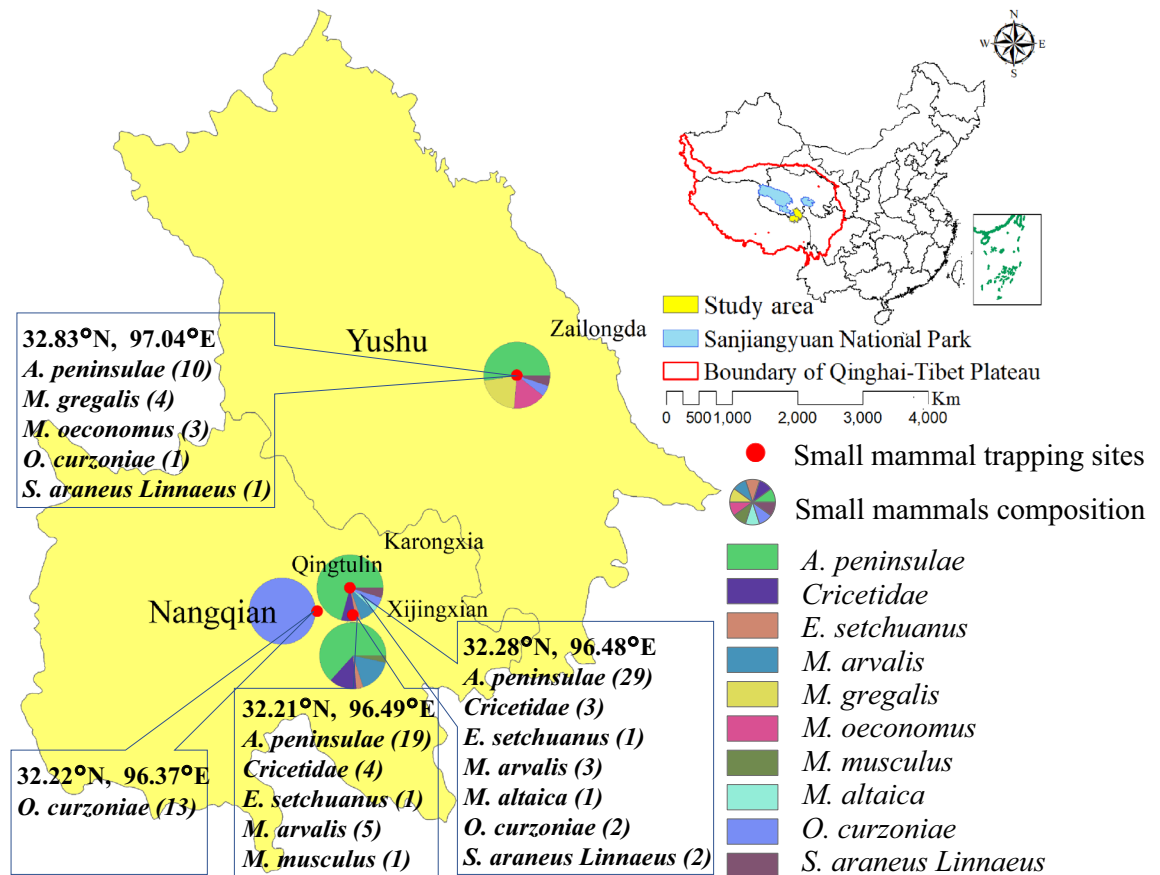 N
W
E
S
Study area
Sanjiangyuan National Park
Boundary of Qinghai-Tibet Plateau
Km
0 500 1,000 2,000 3,000 4,000
Yushu
Zailongda
32.83°N, 97.04°E
A. peninsulae (10)
M. gregalis (4)
M. oeconomus (3)
O. curzoniae (1)
S. araneus Linnaeus (1)
Small mammal trapping sites
Small mammals composition
Karongxia
Qingtulin
Nangqian
Xijingxian
32.22°N, 96.37°E
O. curzoniae (13)
32.21°N, 96.49°E
A. peninsulae (19)
Cricetidae (4)
E. setchuanus (1)
M. arvalis (5)
M. musculus (1)
32.28°N, 96.48°E
A. peninsulae (29)
Cricetidae (3)
E. setchuanus (1)
M. arvalis (3)
M. altaica (1)
O. curzoniae (2)
S. araneus Linnaeus (2)
A. peninsulae
Cricetidae
E. setchuanus
M. arvalis
M. gregalis
M. oeconomus
M. musculus
M. altaica
O. curzoniae
S. araneus Linnaeus